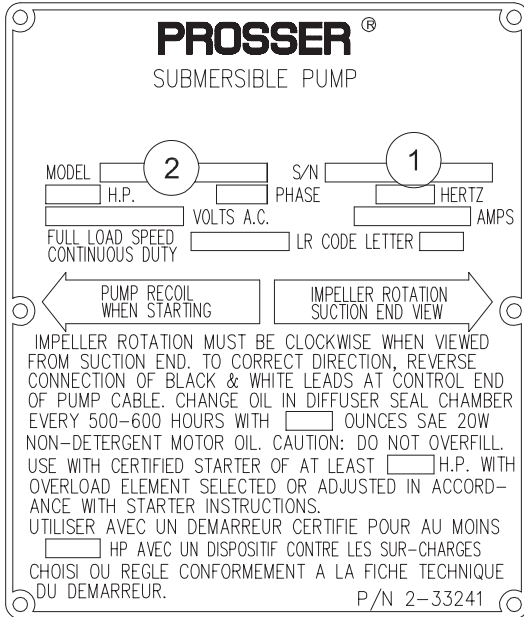 PROSSER ®
SUBMERSIBLE PUMP
MODEL 2 S/N 1
H.P. PHASE HERTZ
VOLTS A.C. AMPS
FULL LOAD SPEED LR CODE LETTER
CONTINUOUS DUTY
PUMP RECOIL
WHEN STARTING
IMPELLER ROTATION
SUCTION END VIEW
IMPELLER ROTATION MUST BE CLOCKWISE WHEN VIEWED
FROM SUCTION END. TO CORRECT DIRECTION, REVERSE
CONNECTION OF BLACK & WHITE LEADS AT CONTROL END
OF PUMP CABLE. CHANGE OIL IN DIFFUSER SEAL CHAMBER
EVERY 500-600 HOURS WITH OUNCES SAE 20W
NON-DETERGENT MOTOR OIL. CAUTION: DO NOT OVERFILL.
USE WITH CERTIFIED STARTER OF AT LEAST H.P. WITH
OVERLOAD ELEMENT SELECTED OR ADJUSTED IN ACCORD-
ANCE WITH STARTER INSTRUCTIONS.
UTILISER AVEC UN DEMARREUR CERTIFIE POUR AU MOINS
HP AVEC UN DISPOSITIF CONTRE LES SUR-CHARGES
CHOISI OU REGLE CONFORMEMENT A LA FICHE TECHNIQUE
DU DEMARREUR.
P/N 2-33241